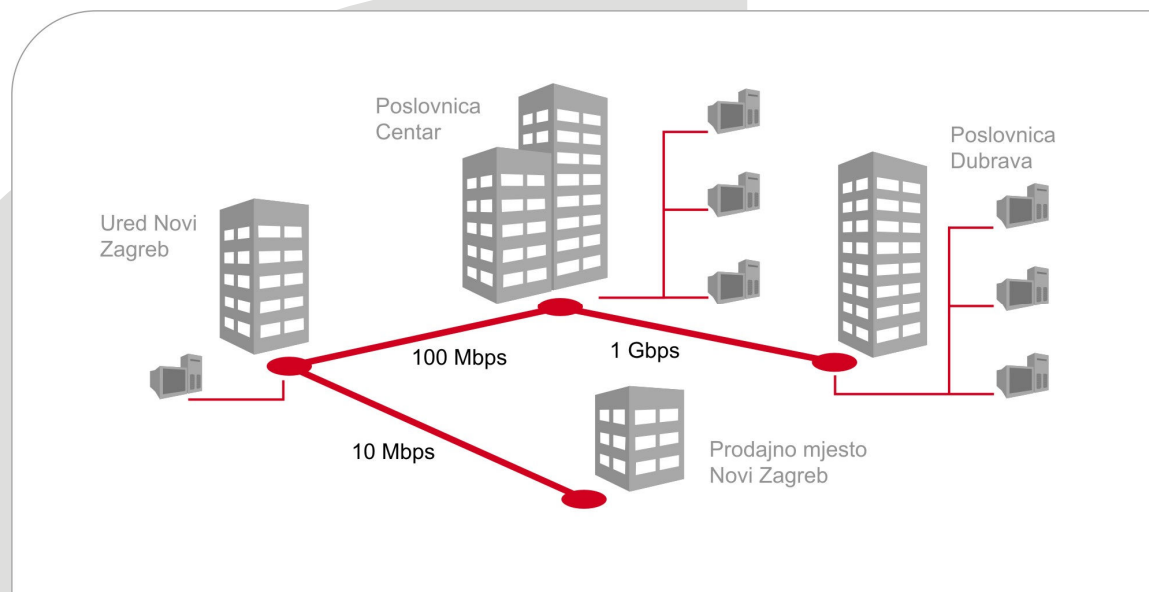 Poslovnica
Centar
Poslovnica
Dubrava
Ured Novi
Zagreb
100 Mbps
1 Gbps
10 Mbps
Prodajno mjesto
Novi Zagreb